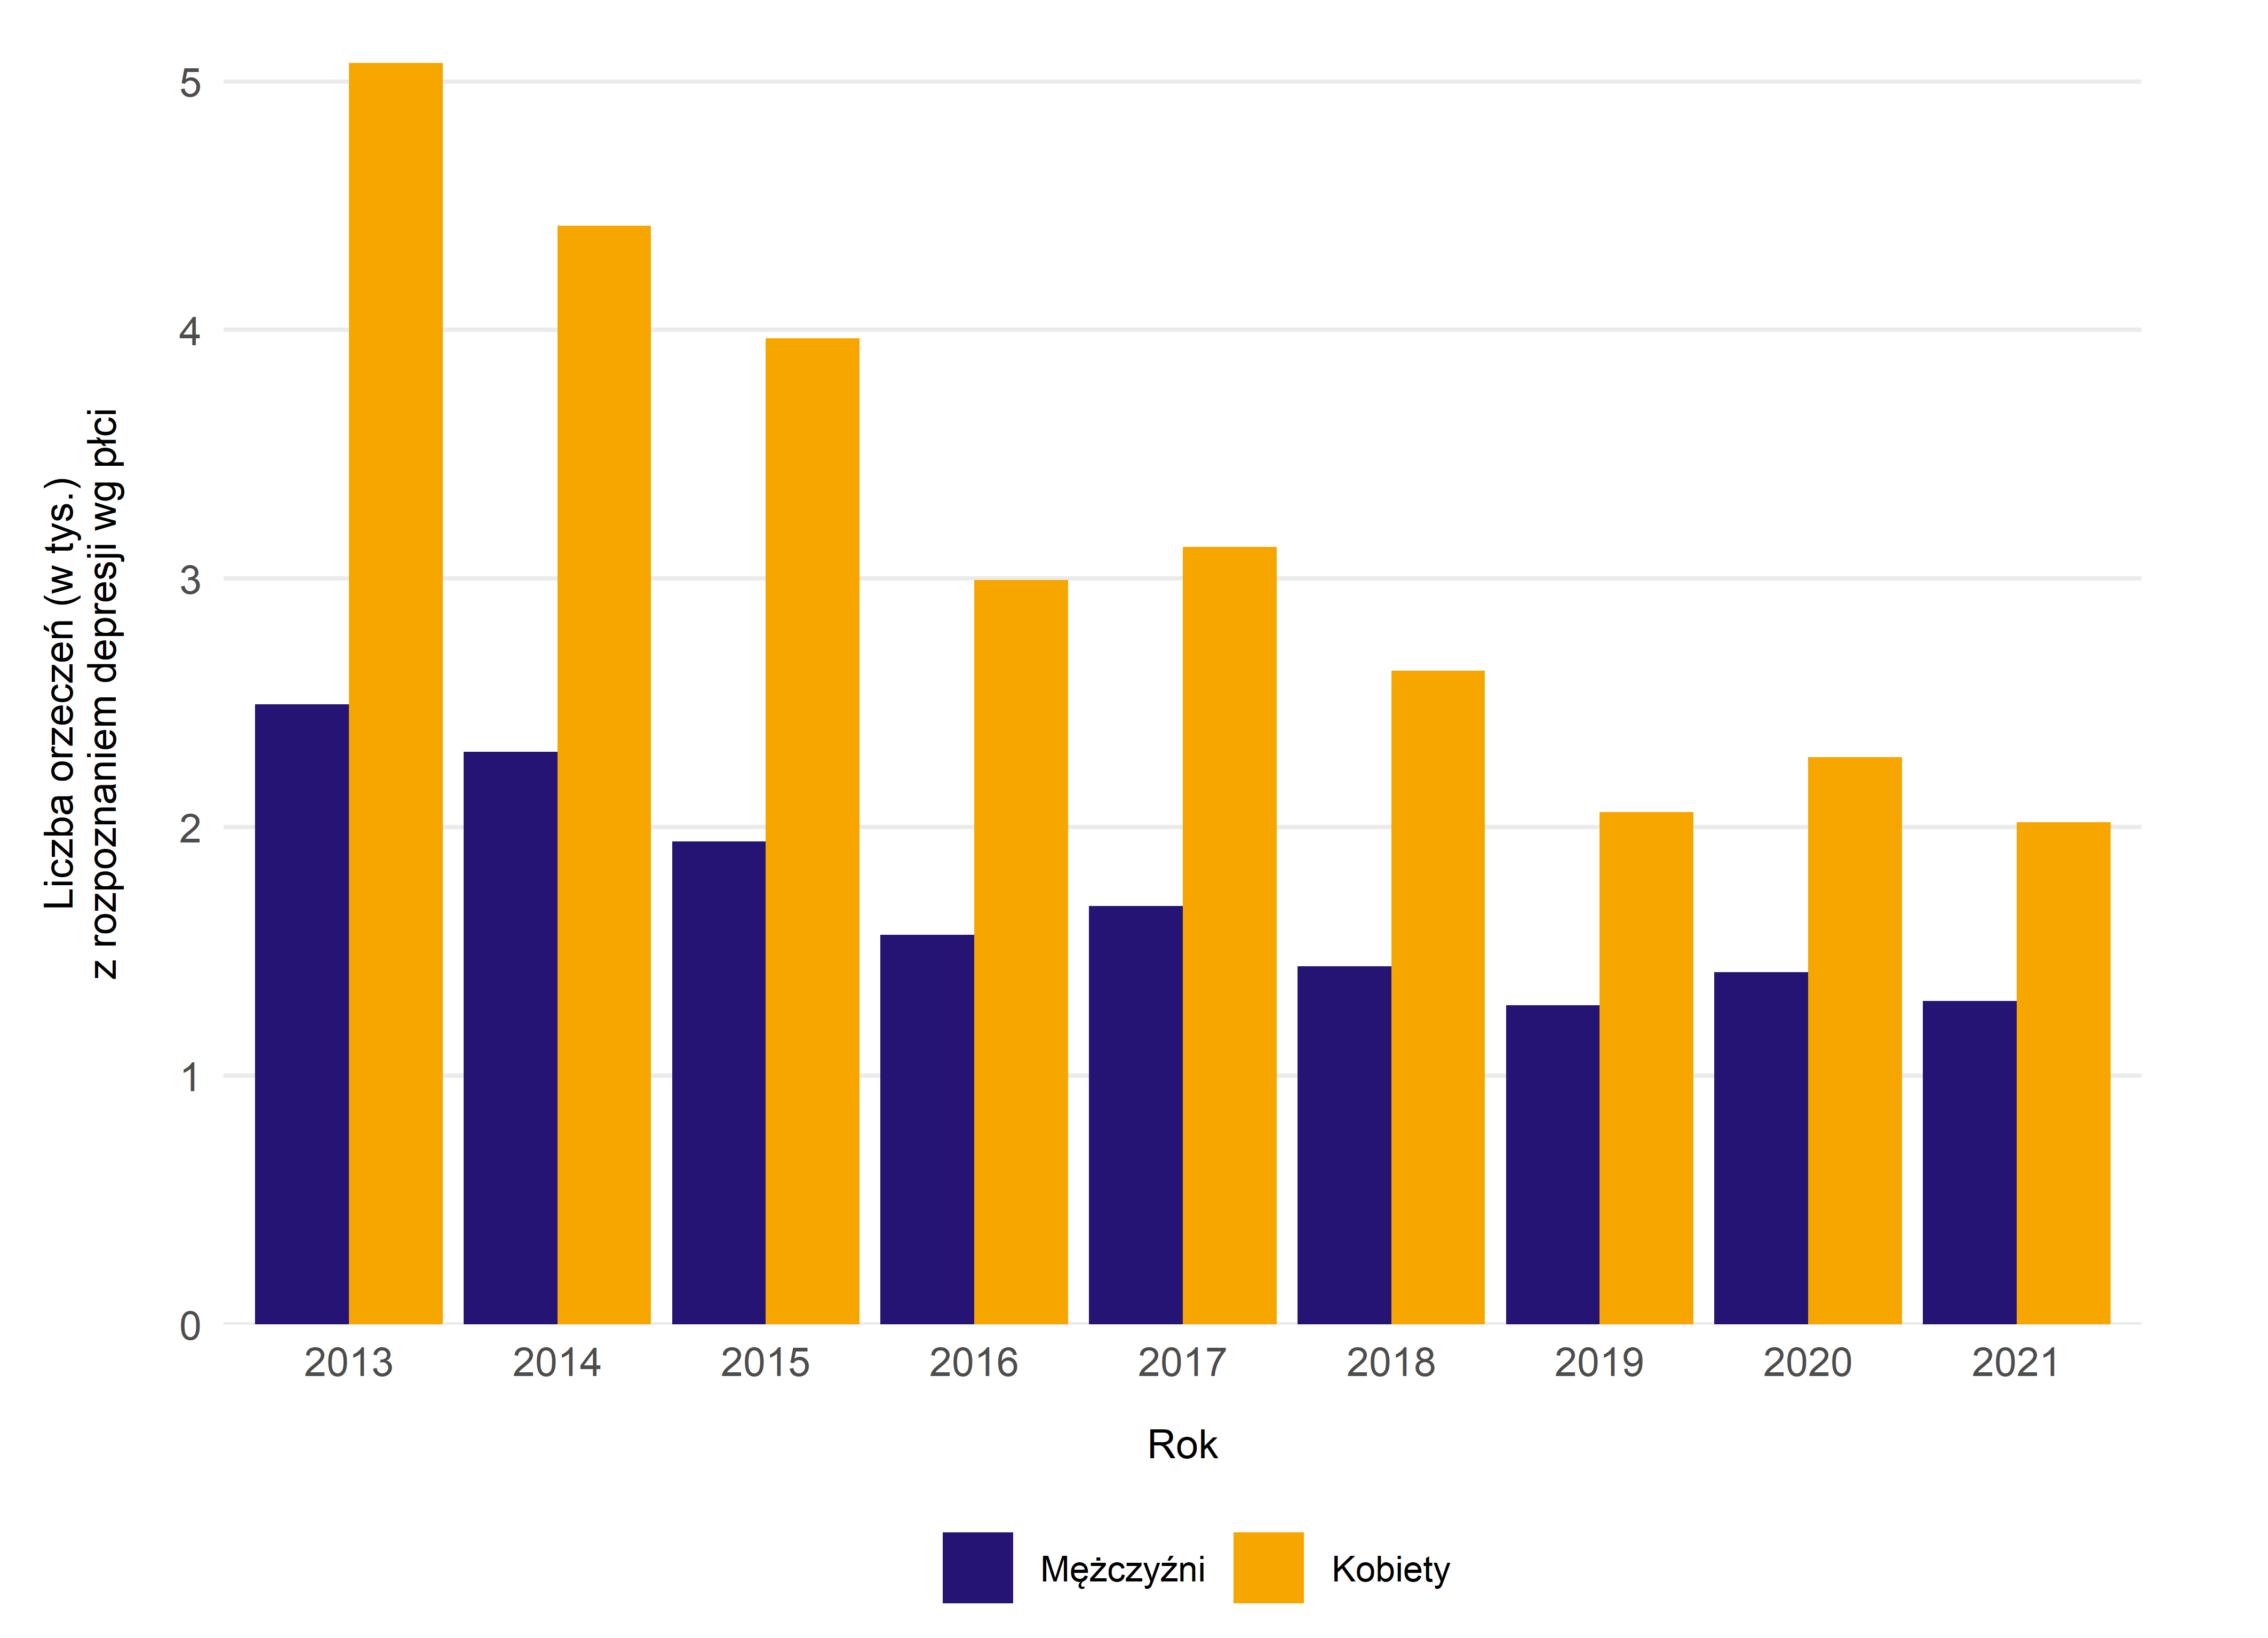 Liczba orzeczeń (w tys.)
z rozpoznaniem depresji wg płci
5
4
3
2
1
0
2013 2014 2015 2016 2017 2018 2019 2020 2021
Rok
Mężczyźni Kobiety